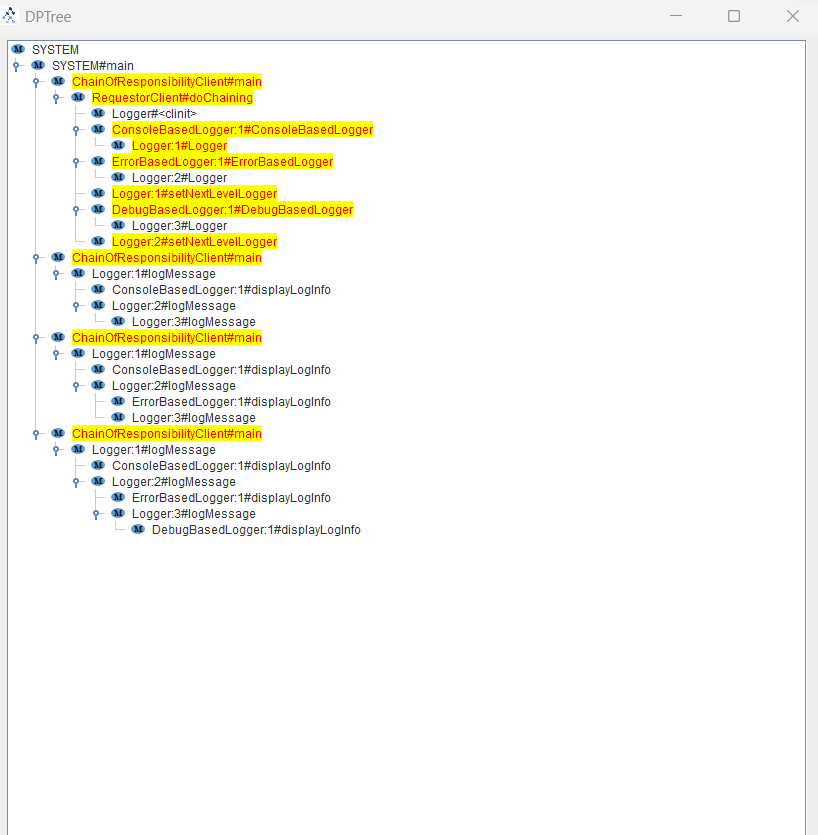 DPTree
SYSTEM
SYSTEM#main
ChainOfResponsibilityClient#main
RequestorClient#doChaining
Logger#<clinit>
ConsoleBasedLogger:1#ConsoleBasedLogger
Logger:1#Logger
ErrorBasedLogger:1#ErrorBasedLogger
Logger:2#Logger
Logger:1#setNextLevelLogger
DebugBasedLogger:1#DebugBasedLogger
Logger:3#Logger
Logger:2#setNextLevelLogger
ChainOfResponsibilityClient#main
Logger:1#logMessage
ConsoleBasedLogger:1#displayLogInfo
Logger:2#logMessage
Logger:3#logMessage
ChainOfResponsibilityClient#main
Logger:1#logMessage
ConsoleBasedLogger:1#displayLogInfo
Logger:2#logMessage
ErrorBasedLogger:1#displayLogInfo
Logger:3#logMessage
ChainOfResponsibilityClient#main
Logger:1#logMessage
ConsoleBasedLogger:1#displayLogInfo
Logger:2#logMessage
ErrorBasedLogger:1#displayLogInfo
Logger:3#logMessage
DebugBasedLogger:1#displayLogInfo